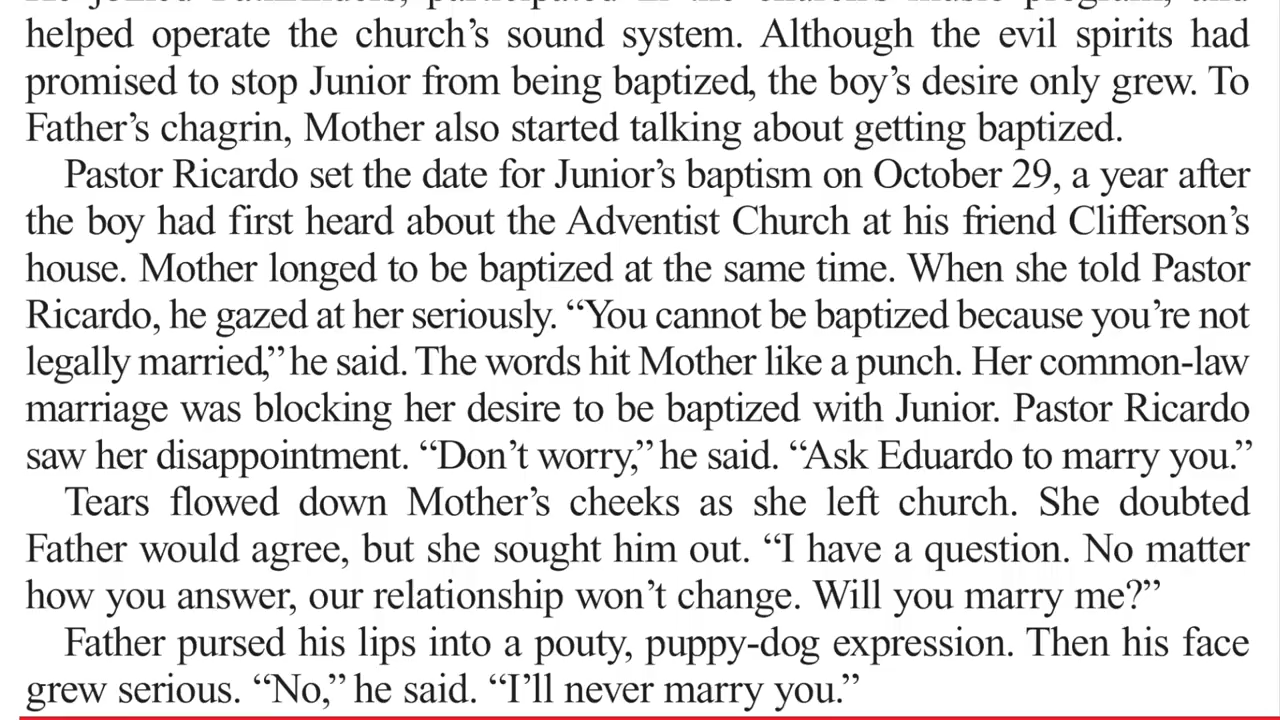 helped operate the church’s sound system. Although the evil spirits had
promised to stop Junior from being baptized, the boy’s desire only grew. To
Father’s chagrin, Mother also started talking about getting baptized.
Pastor Ricardo set the date for Junior’s baptism on October 29, a year after
the boy had first heard about the Adventist Church at his friend Clifferson’s
house. Mother longed to be baptized at the same time. When she told Pastor
Ricardo, he gazed at her seriously. “You cannot be baptized because you’re not
legally married,” he said. The words hit Mother like a punch. Her common-law
marriage was blocking her desire to be baptized with Junior. Pastor Ricardo
saw her disappointment. “Don’t worry,” he said. “Ask Eduardo to marry you.”
Tears flowed down Mother’s cheeks as she left church. She doubted
Father would agree, but she sought him out. “I have a question. No matter
how you answer, our relationship won’t change. Will you marry me?”
Father pursed his lips into a pouty, puppy-dog expression. Then his face
grew serious. “No,” he said. “I’ll never marry you.”